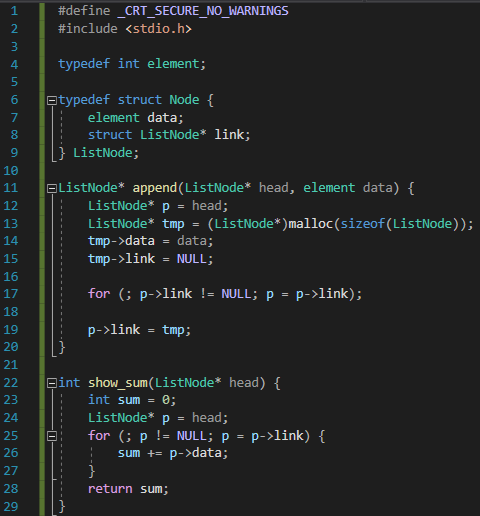 1 #define _CRT_SECURE_NO_WARNINGS
2 #include <stdio.h>
3
4 typedef int element;
5
6 typedef struct Node {
7     element data;
8     struct ListNode* link;
9 } ListNode;
10
11 ListNode* append(ListNode* head, element data) {
12     ListNode* p = head;
13     ListNode* tmp = (ListNode*)malloc(sizeof(ListNode));
14     tmp->data = data;
15     tmp->link = NULL;
16
17     for (; p->link != NULL; p = p->link);
18
19     p->link = tmp;
20 }
21
22 int show_sum(ListNode* head) {
23     int sum = 0;
24     ListNode* p = head;
25     for (; p != NULL; p = p->link) {
26         sum += p->data;
27     }
28     return sum;
29 }